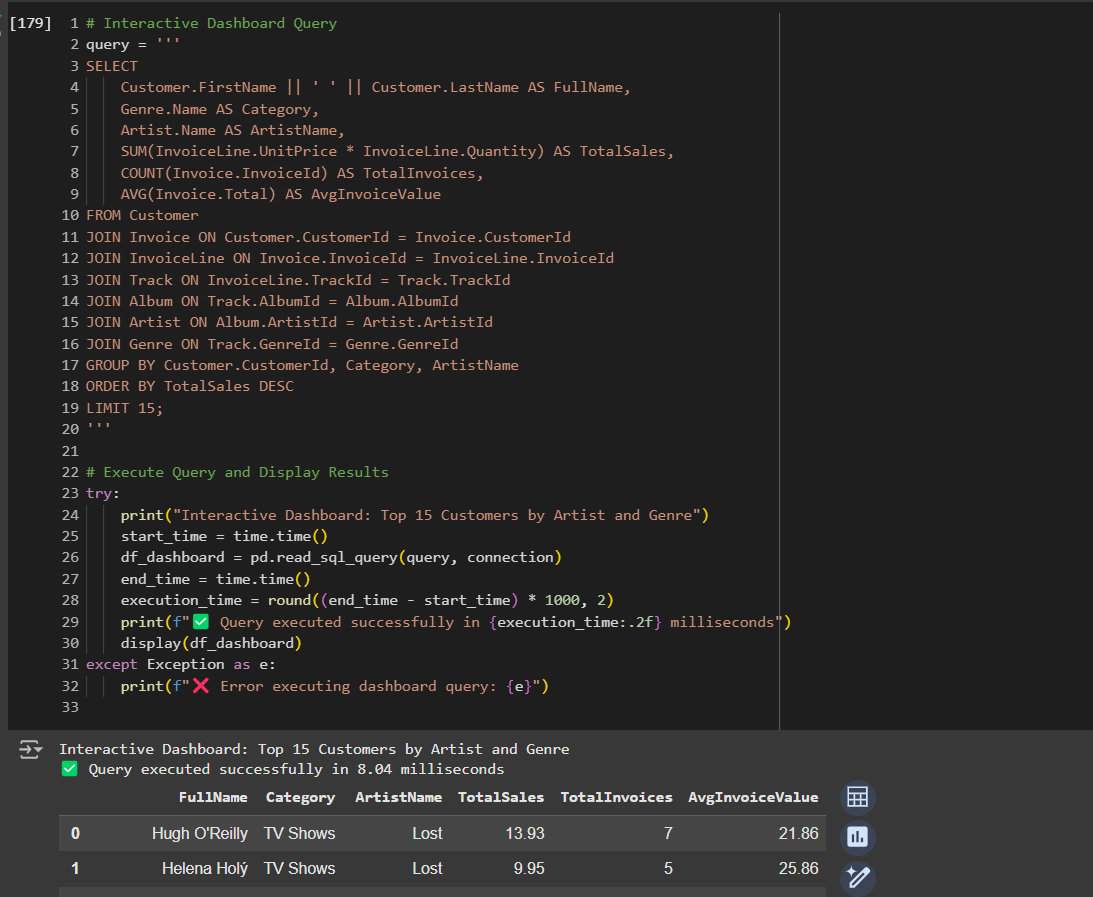 [179] 1 # Interactive Dashboard Query
2 query = '''
3 SELECT
4 Customer.FirstName || ' ' || Customer.LastName AS FullName,
5 Genre.Name AS Category,
6 Artist.Name AS ArtistName,
7 SUM(InvoiceLine.UnitPrice * InvoiceLine.Quantity) AS TotalSales,
8 COUNT(Invoice.InvoiceId) AS TotalInvoices,
9 AVG(Invoice.Total) AS AvgInvoiceValue
10 FROM Customer
11 JOIN Invoice ON Customer.CustomerId = Invoice.CustomerId
12 JOIN InvoiceLine ON Invoice.InvoiceId = InvoiceLine.InvoiceId
13 JOIN Track ON InvoiceLine.TrackId = Track.TrackId
14 JOIN Album ON Track.AlbumId = Album.AlbumId
15 JOIN Artist ON Album.ArtistId = Artist.ArtistId
16 JOIN Genre ON Track.GenreId = Genre.GenreId
17 GROUP BY Customer.CustomerId, Category, ArtistName
18 ORDER BY TotalSales DESC
19 LIMIT 15;
20 '''
21
22 # Execute Query and Display Results
23 try:
24 print("Interactive Dashboard: Top 15 Customers by Artist and Genre")
25 start_time = time.time()
26 df_dashboard = pd.read_sql_query(query, connection)
27 end_time = time.time()
28 execution_time = round((end_time - start_time) * 1000, 2)
29 print(f"✅ Query executed successfully in {execution_time:.2f} milliseconds")
30 display(df_dashboard)
31 except Exception as e:
32 print(f"❌ Error executing dashboard query: {e}")
33
Interactive Dashboard: Top 15 Customers by Artist and Genre
✅ Query executed successfully in 8.04 milliseconds
FullName Category ArtistName TotalSales TotalInvoices AvgInvoiceValue
0 Hugh O'Reilly TV Shows Lost 13.93 7 21.86
1 Helena Holý TV Shows Lost 9.95 5 25.86